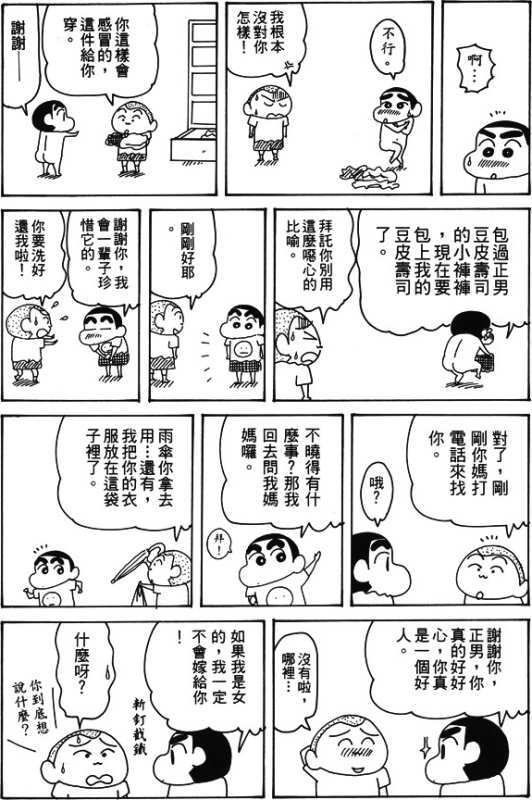 啊…
不行。
我根本
沒對你
怎樣！
你這樣會
感冒的，
這件給你
穿。
謝謝——
包過正男
豆皮壽司
的小褲褲
，現在要
包上我的
豆皮壽司
了。
拜託你別用
這麼噁心的
比喻。
剛剛好耶
。
謝謝你，我
會一輩子珍
惜它的。
你要洗好
還我啦！
對了，剛
剛你媽打
電話來找
你。
哦？
不曉得有什
麼事？那我
回去問我媽
媽囉。
拜！
雨傘你拿去
用…還有，
我把你的衣
服放在這袋
子裡了。
謝謝你，
正男，你
真的好好
心，你真
是一個好
人。
沒有啦，
哪裡…
如果我是女
的，我一定
不會嫁給你
！
斬釘截鐵
什麼呀？
你到底想
說什麼？